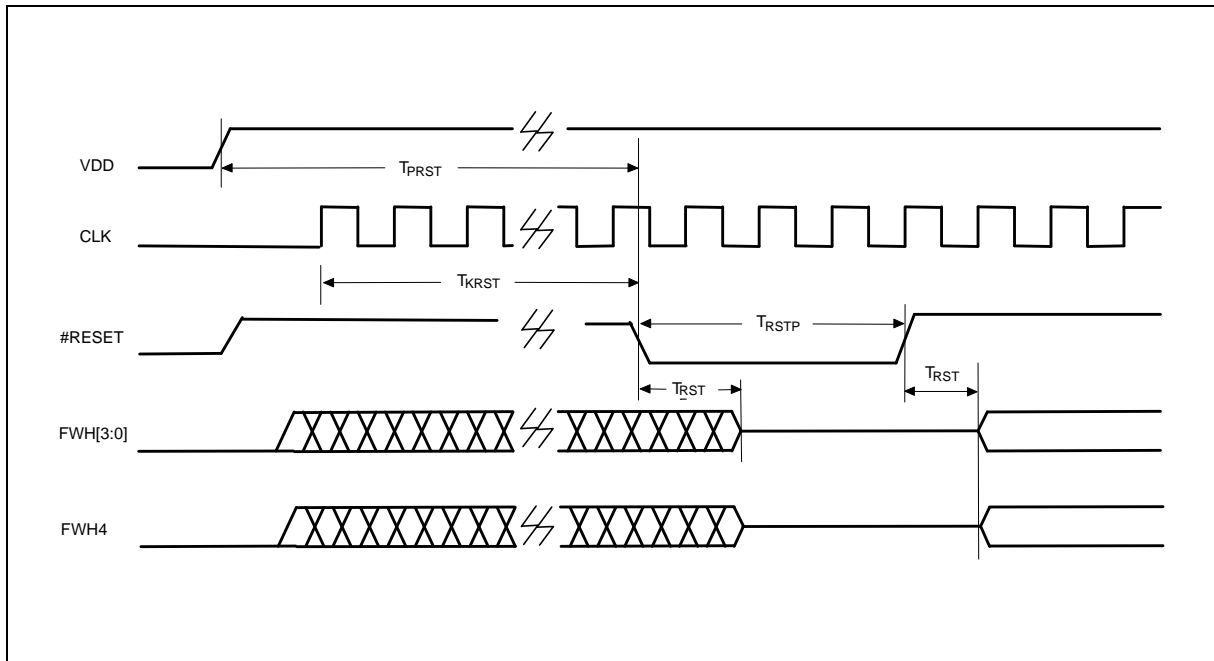 VDD
TPRST
CLK
TKRST
#RESET
TRSTP
TRST
TRST
FWH[3:0]
FWH4